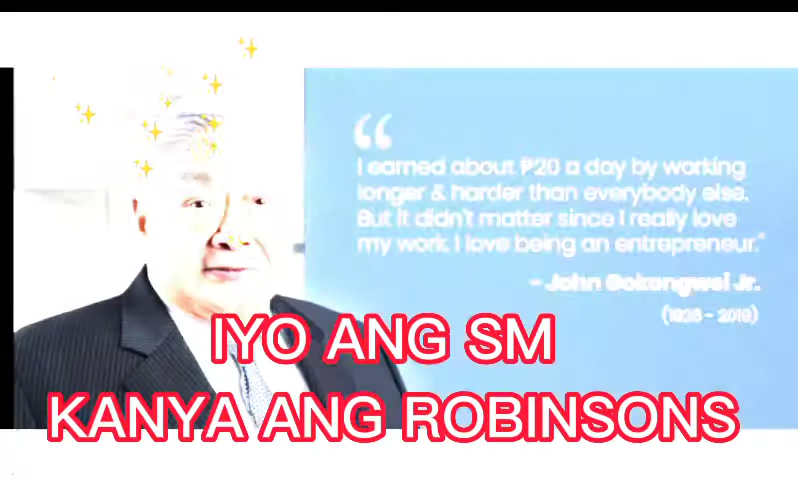 “
I earned about ₱20 a day by working
longer & harder than everybody else.
But it didn't matter since I really love
my work. I love being an entrepreneur."
- John Gokongwei Jr.
(1926 - 2019)
IYO ANG SM
KANYA ANG ROBINSONS